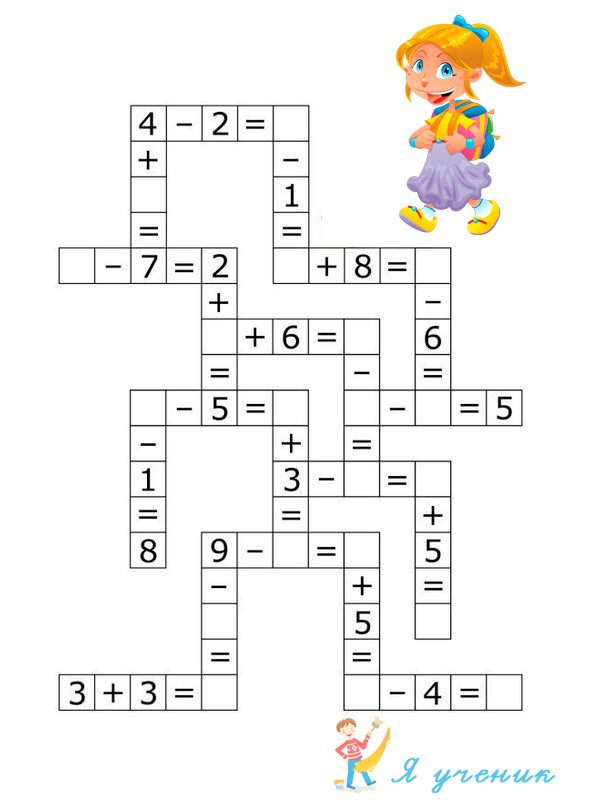 4 – 2 =
+ –
1
= =
– 7 = 2 + 8 =
+ –
+ 6 = 6
= – =
– 5 = – = 5
– + =
1 3 – =
= = +
8 9 – = 5
– + =
5
= =
3 + 3 = – 4 =
Я ученик